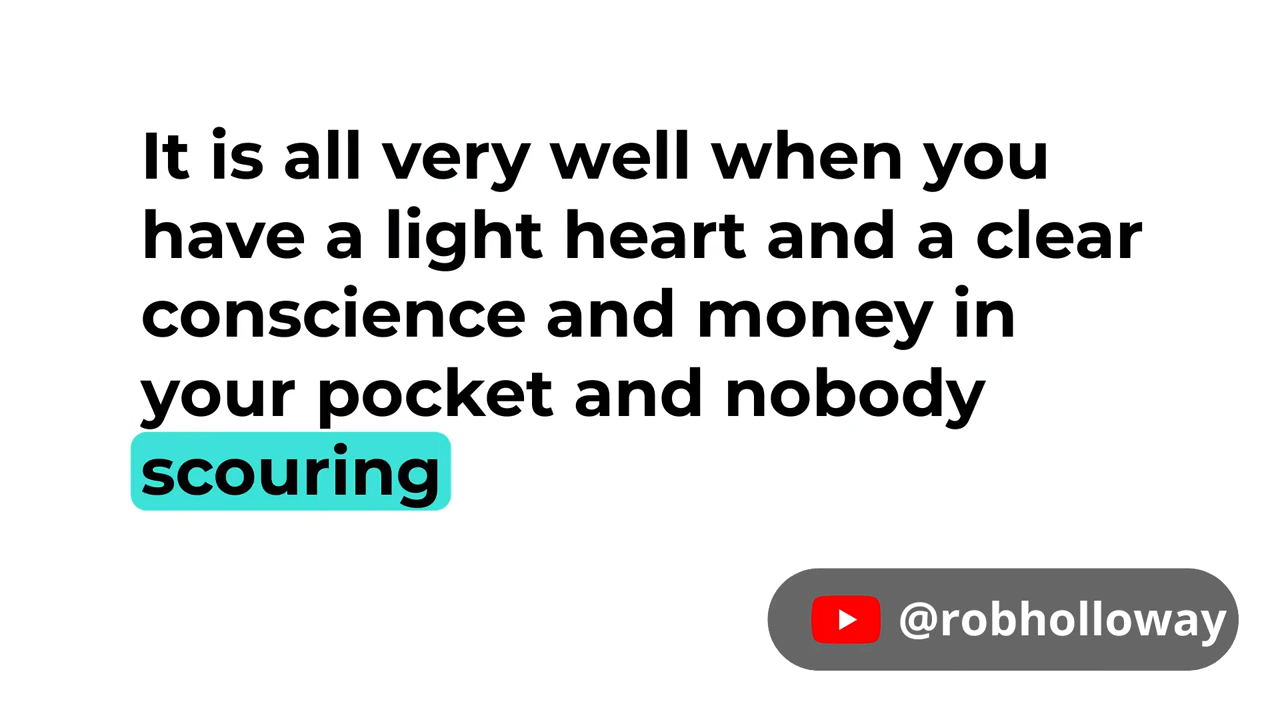 It is all very well when you
have a light heart and a clear
conscience and money in
your pocket and nobody
scouring
@robholloway